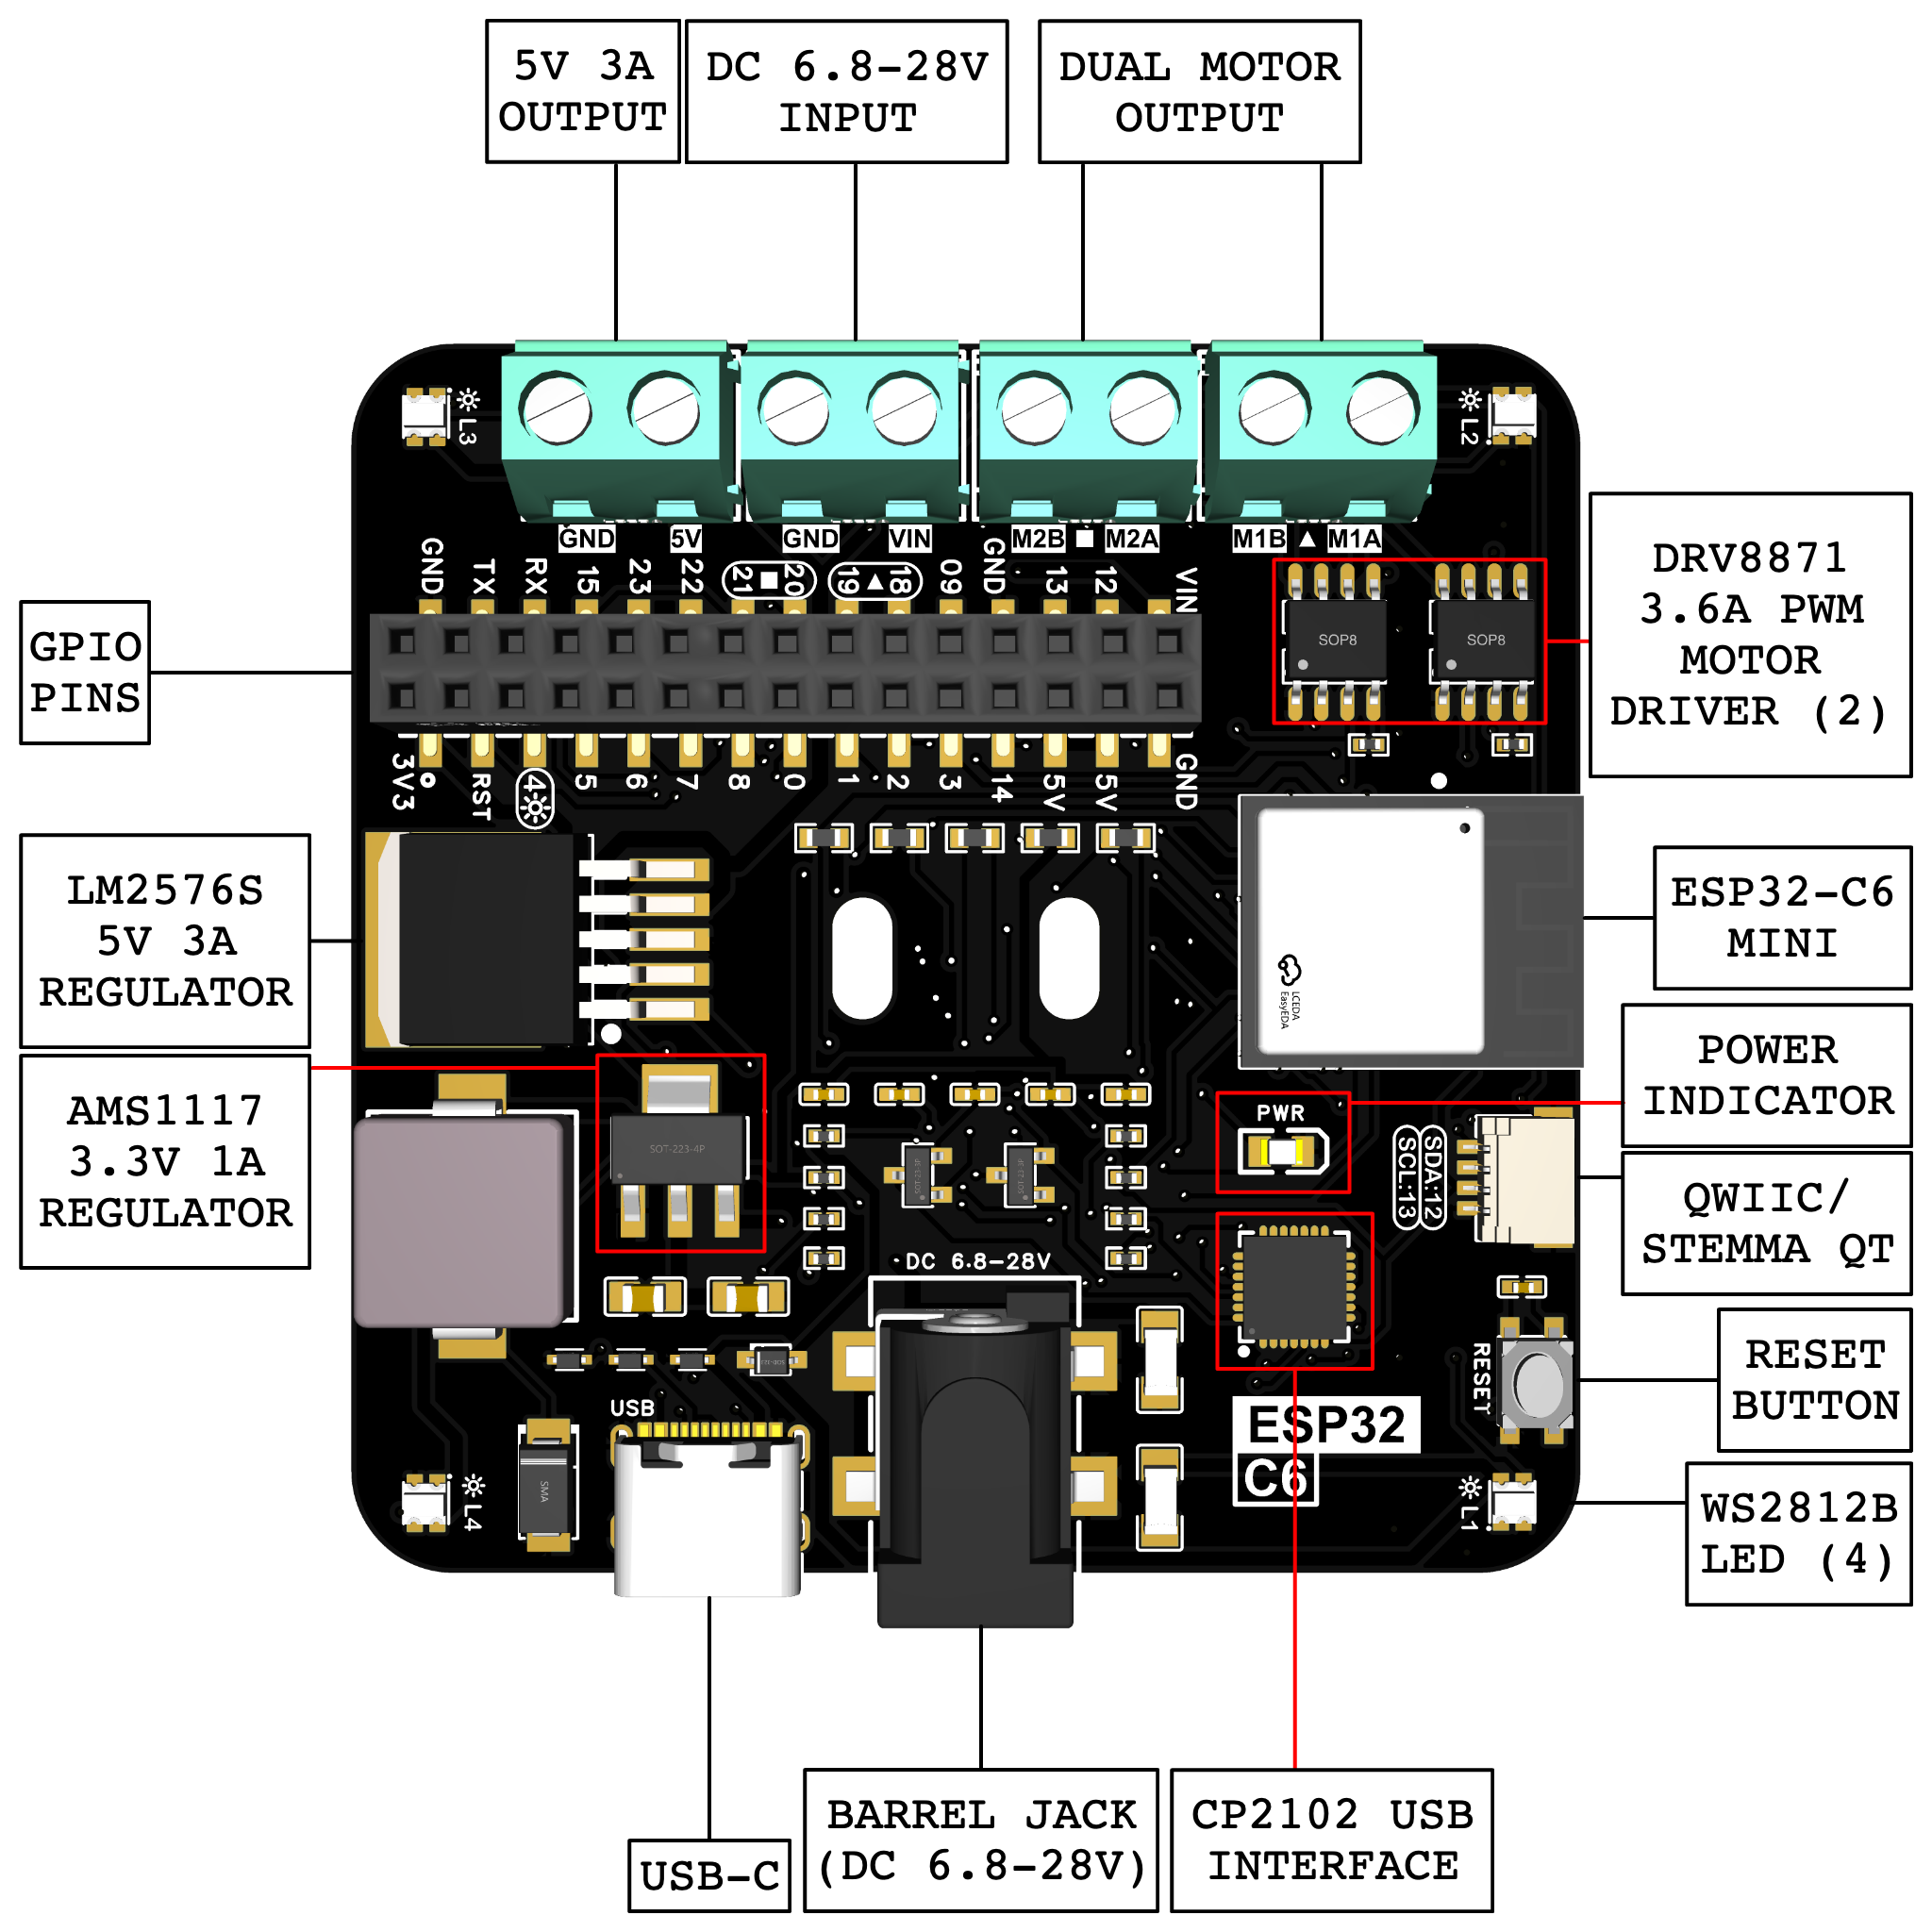 5V 3A
OUTPUT
DC 6.8-28V
INPUT
DUAL MOTOR
OUTPUT
L3
L2
GND
5V
GND
VIN
M2B
M2A
M1B
M1A
GND
TX
RX
15
23
22
21
20
19
18
09
GND
13
12
VIN
GPIO
PINS
DRV8871
3.6A PWM
MOTOR
DRIVER (2)
SOP8
SOP8
3V3
RST
4
5
6
7
8
0
1
2
3
14
5V
5V
GND
LM2576S
5V 3A
REGULATOR
ESP32-C6
MINI
LCEDA
EasyEDA
AMS1117
3.3V 1A
REGULATOR
SOT-223-4P
POWER
INDICATOR
PWR
SDA:12
SCL:13
QWIIC/
STEMMA QT
DC 6.8-28V
RESET
BUTTON
RESET
USB
SMA
ESP32
C6
L4
L1
WS2812B
LED (4)
USB-C
BARREL JACK
(DC 6.8-28V)
CP2102 USB
INTERFACE